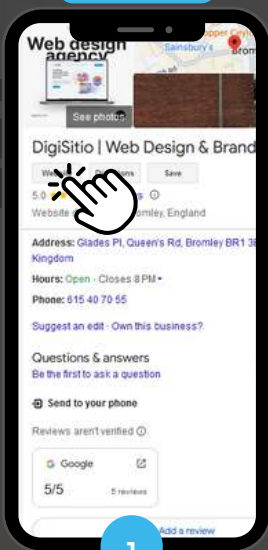 Web design
agency
Sainsbury's
Brom
See photos
DigiSitio | Web Design & Brand
Save
5.0
Website
omley, England
Address: Glades Pl, Queen's Rd, Bromley BR1
Kingdom
Hours: Open · Closes 8 PM
Phone: 615 40 70 55
Suggest an edit · Own this business?
Questions & answers
Be the first to ask a question
Send to your phone
Reviews aren't verified
Google
5/5
5 reviews
Add a review
1